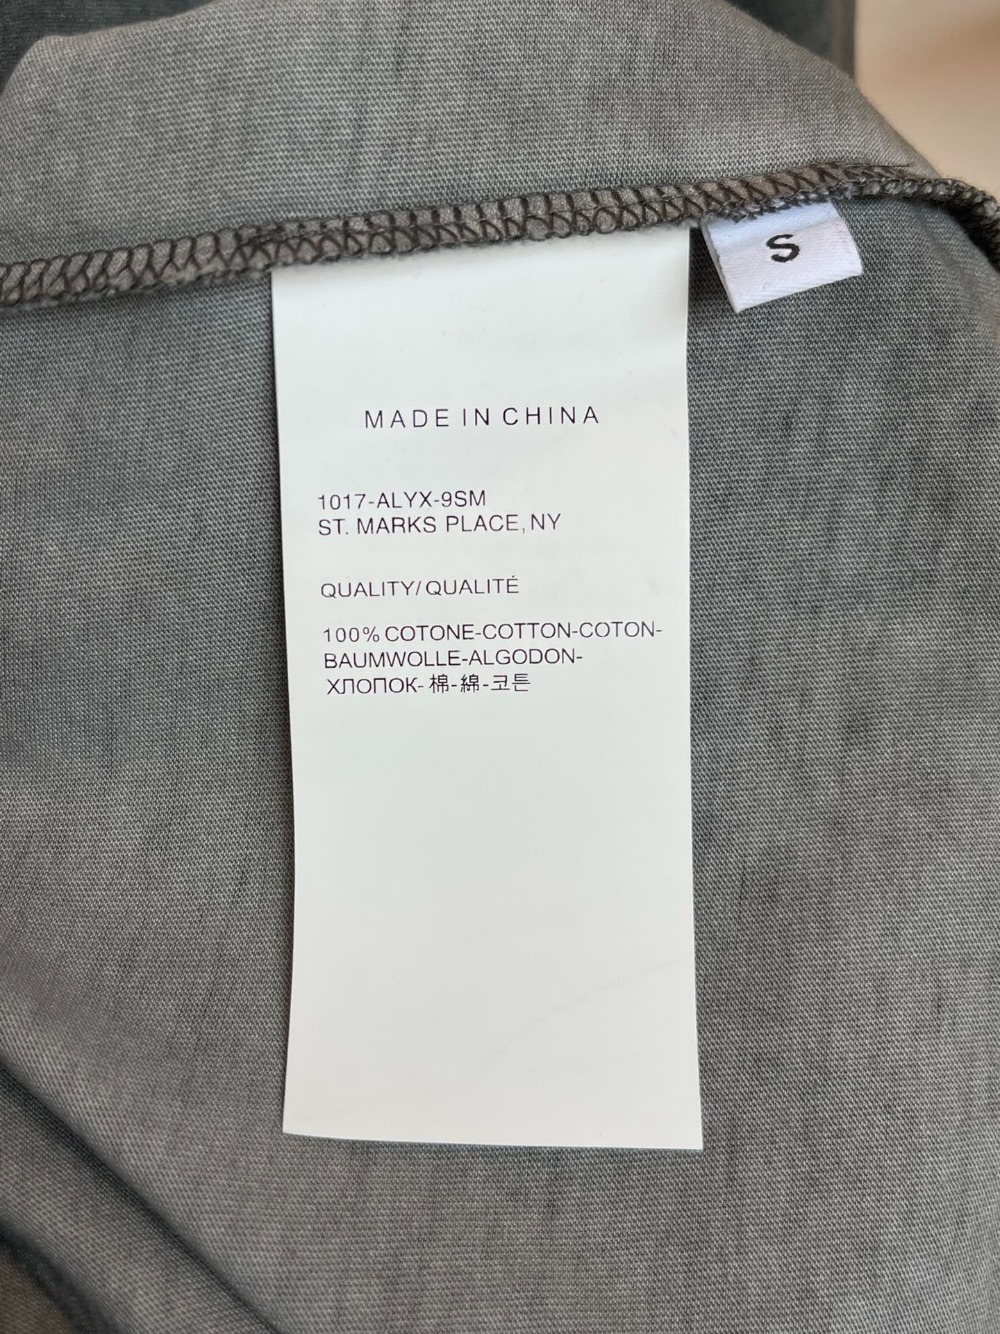 S
MADE IN CHINA
1017-ALYX-9SM
ST. MARKS PLACE, NY
QUALITY/QUALITÉ
100% COTONE-COTTON-COTON-
BAUMWOLLE-ALGODON-
ХЛОПОК-棉-綿-코튼